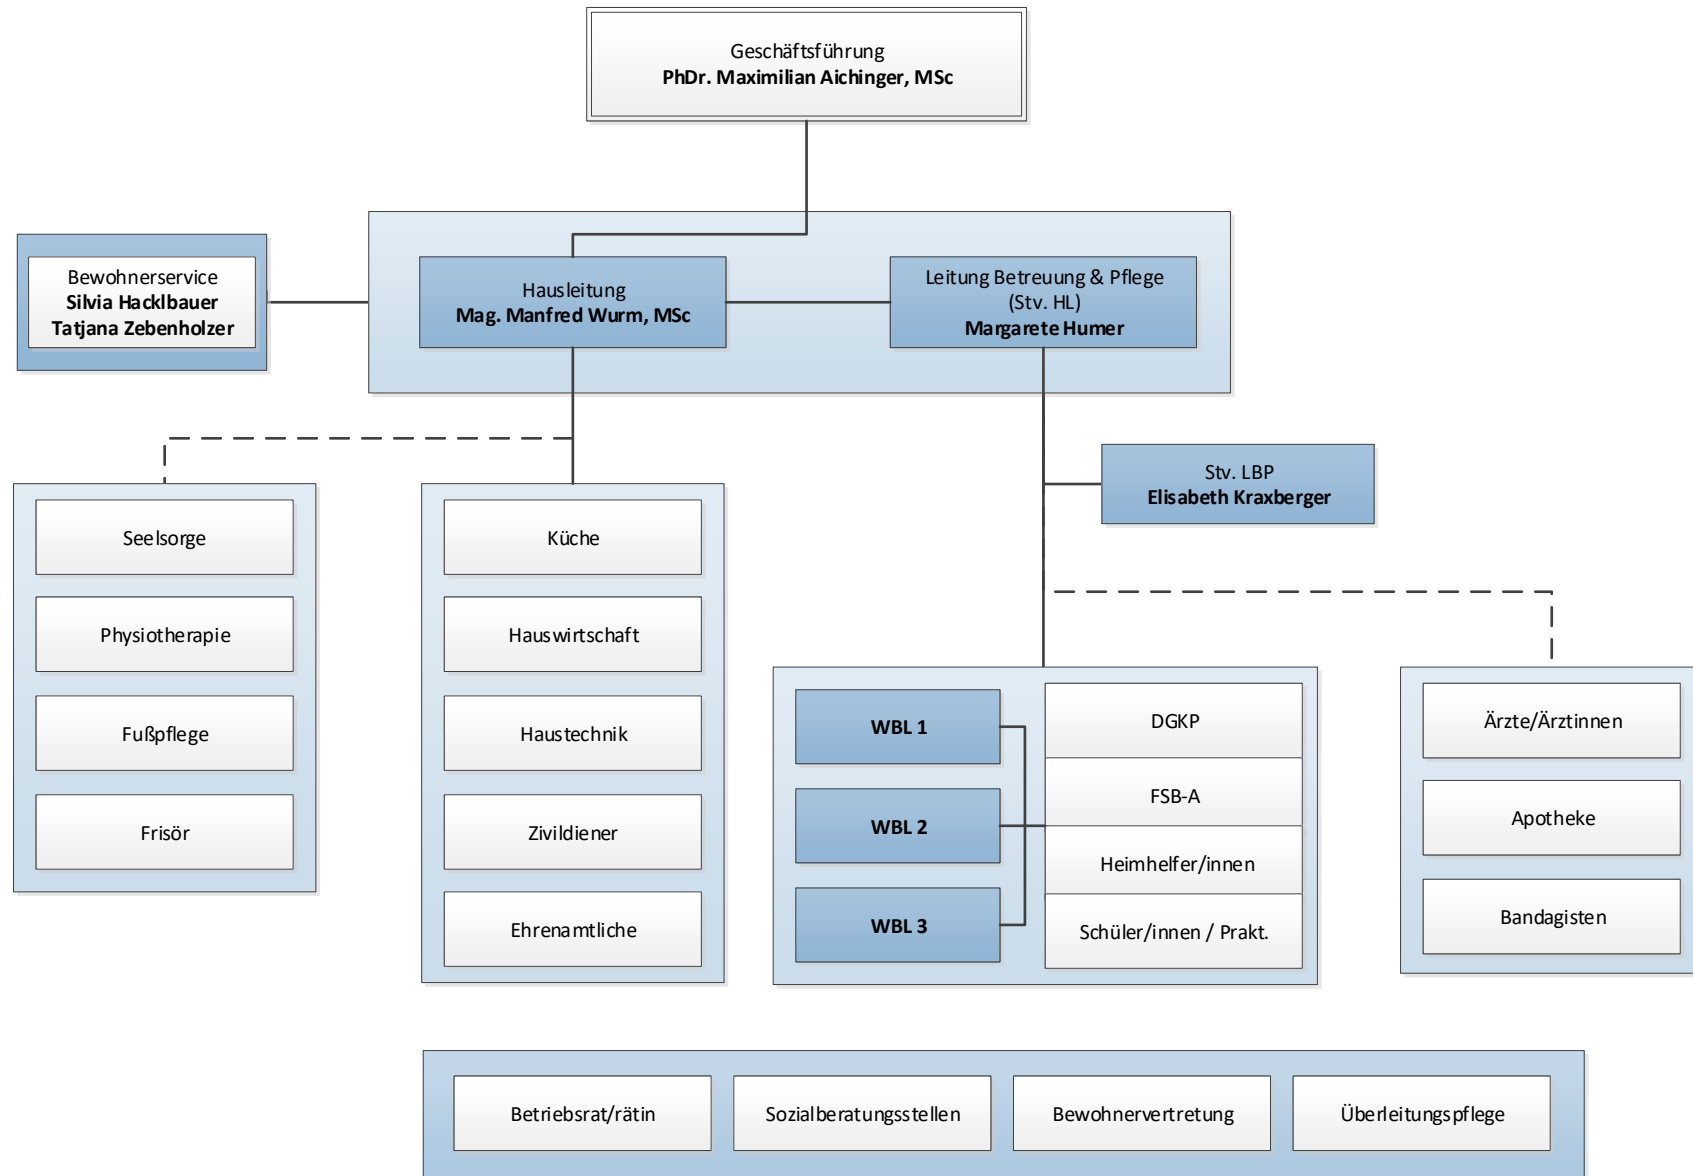 Geschäftsführung
PhDr. Maximilian Aichinger, MSc
Bewohnerservice
Silvia Hacklbauer
Tatjana Zebenholzer
Hausleitung
Mag. Manfred Wurm, MSc
Leitung Betreuung & Pflege
(Stv. HL)
Margarete Humer
Stv. LBP
Elisabeth Kraxberger
Seelsorge
Physiotherapie
Fußpflege
Frisör
Küche
Hauswirtschaft
Haustechnik
Zivildiener
Ehrenamtliche
WBL 1
WBL 2
WBL 3
DGKP
FSB-A
Heimhelfer/innen
Schüler/innen / Prakt.
Ärzte/Ärztinnen
Apotheke
Bandagisten
Betriebsrat/rätin
Sozialberatungsstellen
Bewohnervertretung
Überleitungspflege